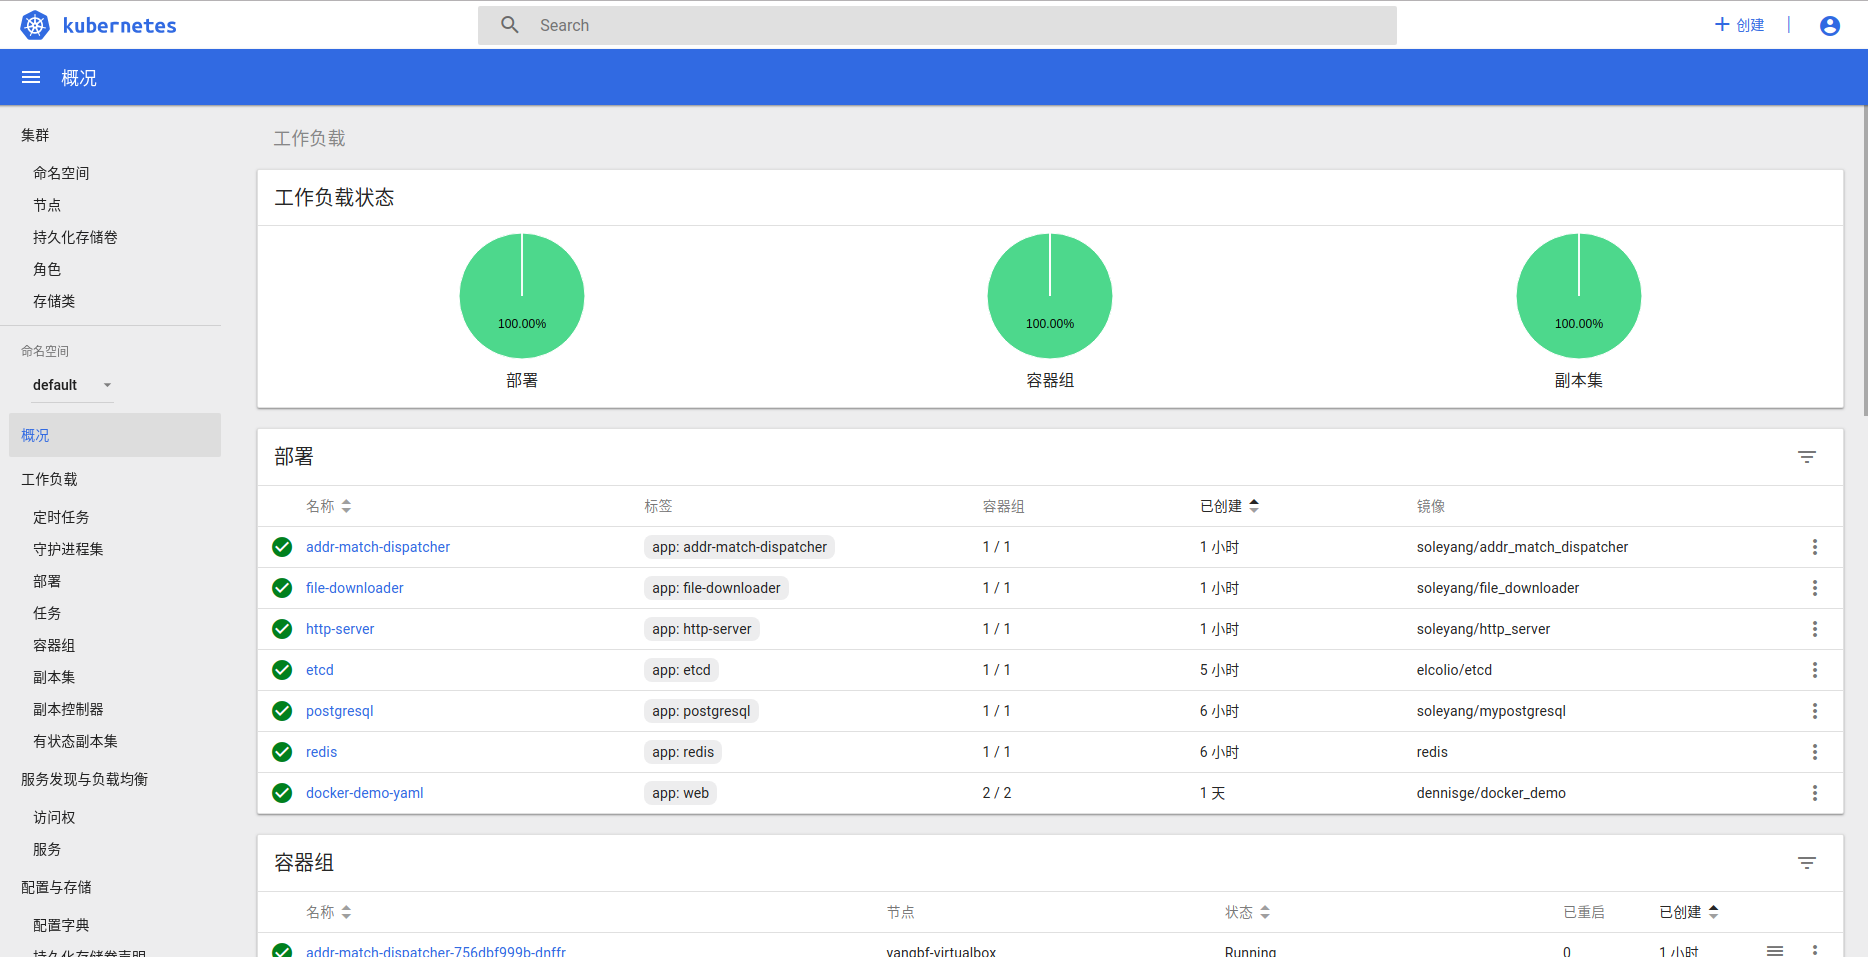 kubernetes
Search
创建
概况
集群
命名空间
节点
持久化存储卷
角色
存储类
命名空间
default
概况
工作负载
定时任务
守护进程集
部署
任务
容器组
副本集
副本控制器
有状态副本集
服务发现与负载均衡
访问权
服务
配置与存储
配置字典
持久化存储卷声明
工作负载
工作负载状态
100.00% 100.00% 100.00%
部署 容器组 副本集
部署
名称 标签 容器组 已创建 镜像
addr-match-dispatcher app: addr-match-dispatcher 1 / 1 1 小时 soleyang/addr_match_dispatcher
file-downloader app: file-downloader 1 / 1 1 小时 soleyang/file_downloader
http-server app: http-server 1 / 1 1 小时 soleyang/http_server
etcd app: etcd 1 / 1 5 小时 elcolio/etcd
postgresql app: postgresql 1 / 1 6 小时 soleyang/mypostgresql
redis app: redis 1 / 1 6 小时 redis
docker-demo-yaml app: web 2 / 2 1 天 dennisge/docker_demo
容器组
名称 节点 状态 已重启 已创建
addr-match-dispatcher-756dbf999b-dnffr yangbf-virtualbox Running 0 1 小时